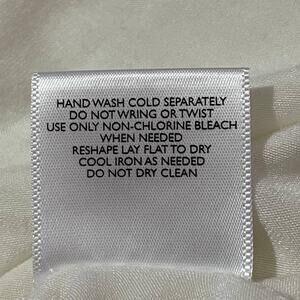 HAND WASH COLD SEPARATELY
DO NOT WRING OR TWIST
USE ONLY NON-CHLORINE BLEACH
WHEN NEEDED
RESHAPE LAY FLAT TO DRY
COOL IRON AS NEEDED
DO NOT DRY CLEAN